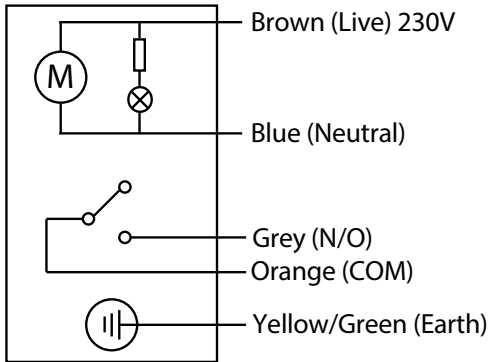 Brown (Live) 230V
M
Blue (Neutral)
Grey (N/O)
Orange (COM)
Yellow/Green (Earth)